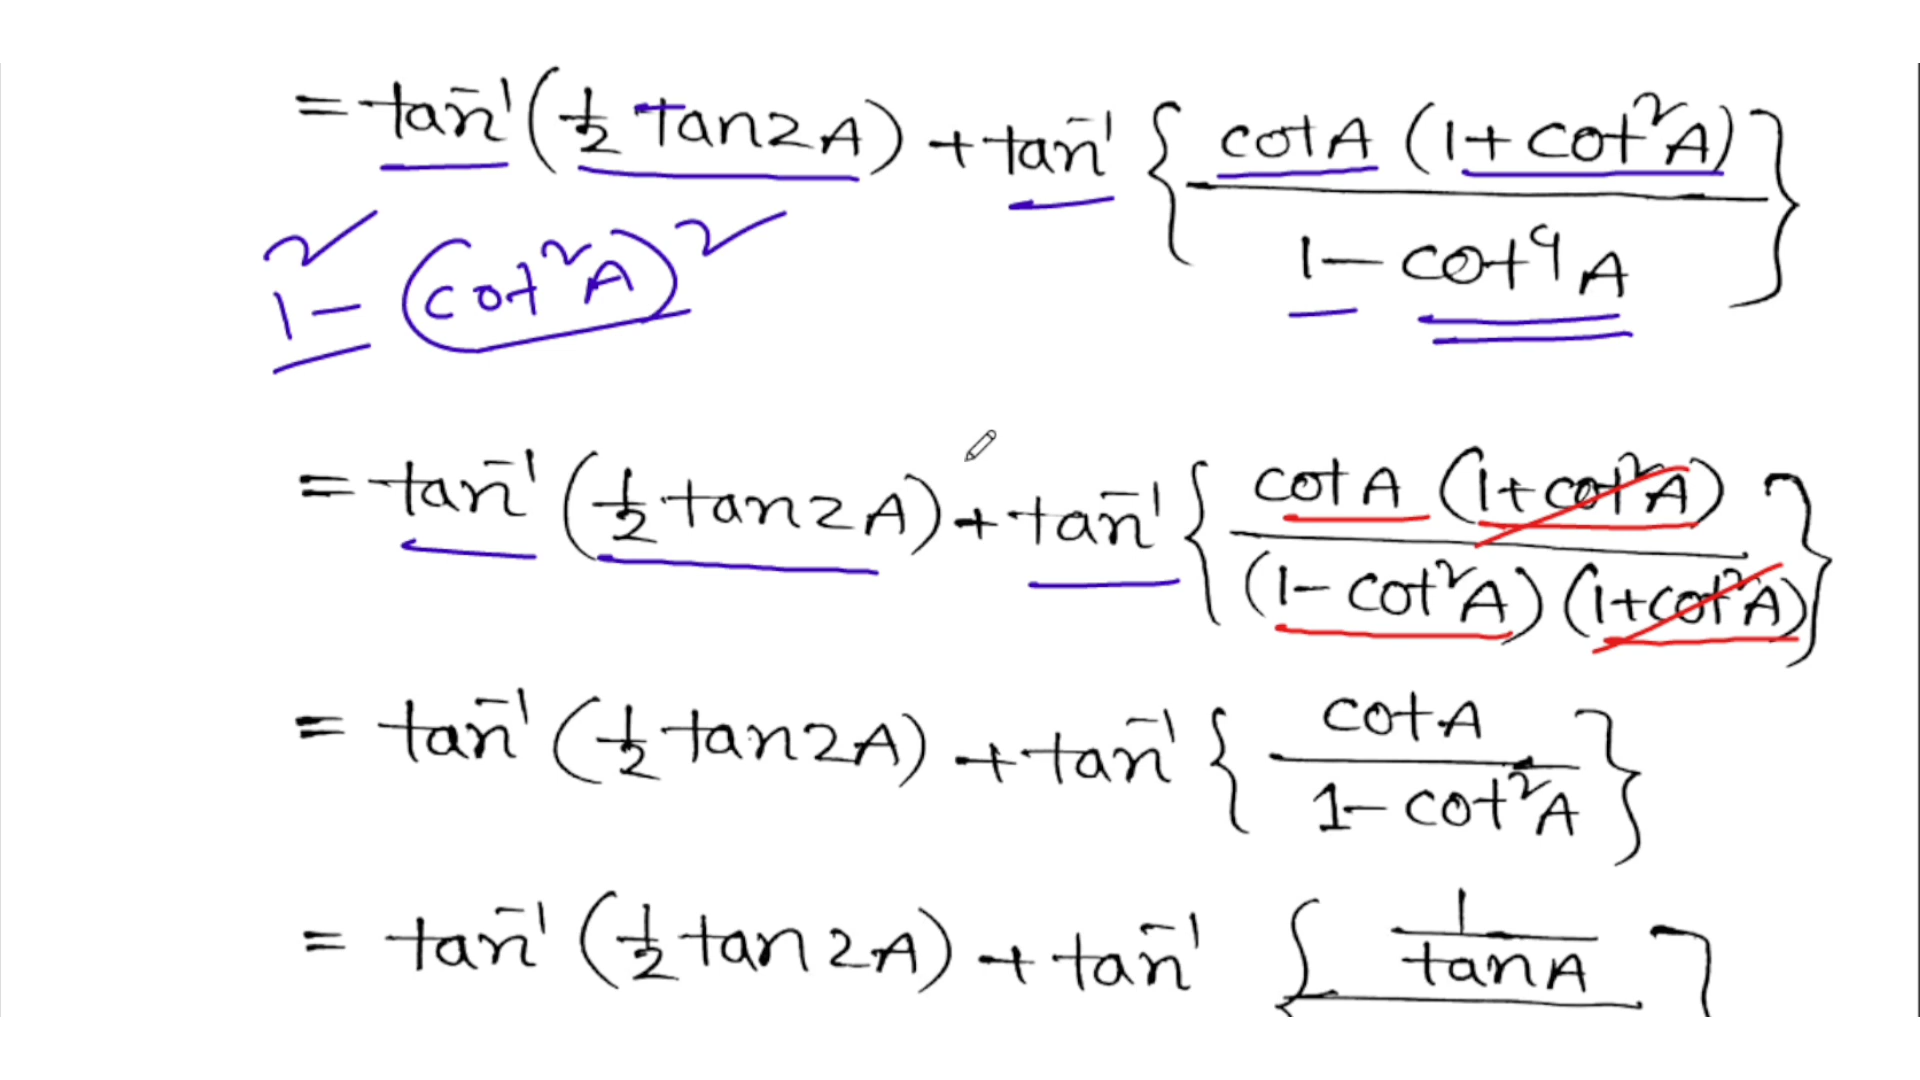 = tan⁻¹(½ tan2A) + tan⁻¹{cotA (1+cot²A) / 1-cot⁴A}
1-(cot²A)²
= tan⁻¹(½ tan2A) + tan⁻¹{cotA (1+cot²A) / (1-cot²A)(1+cot²A)}
= tan⁻¹(½ tan2A) + tan⁻¹{cotA / 1-cot²A}
= tan⁻¹(½ tan2A) + tan⁻¹{1/tanA